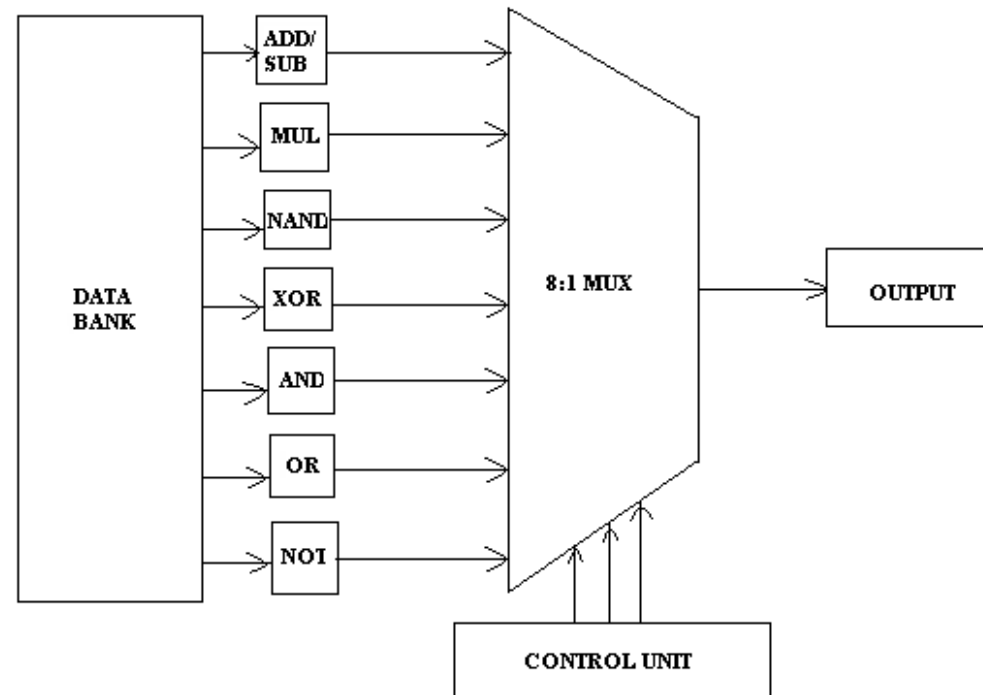 ADD/
SUB
MUL
NAND
XOR
AND
OR
NOT
DATA
BANK
8:1 MUX
OUTPUT
CONTROL UNIT